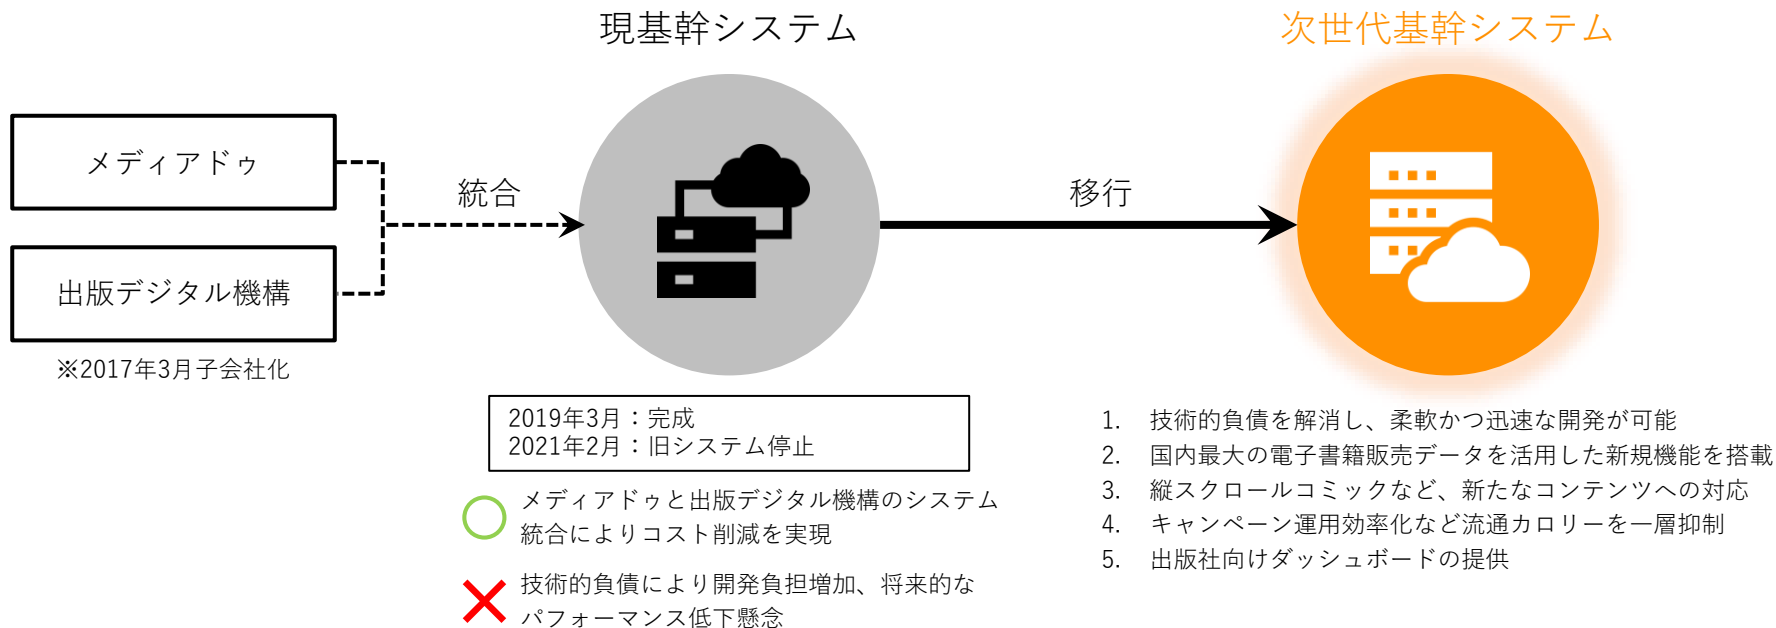 現基幹システム
次世代基幹システム
メディアドゥ
出版デジタル機構
※2017年3月子会社化
統合
移行
2019年3月：完成
2021年2月：旧システム停止
メディアドゥと出版デジタル機構のシステム
統合によりコスト削減を実現
技術的負債により開発負担増加、将来的な
パフォーマンス低下懸念
1. 技術的負債を解消し、柔軟かつ迅速な開発が可能
2. 国内最大の電子書籍販売データを活用した新規機能を搭載
3. 縦スクロールコミックなど、新たなコンテンツへの対応
4. キャンペーン運用効率化など流通カロリーを一層抑制
5. 出版社向けダッシュボードの提供